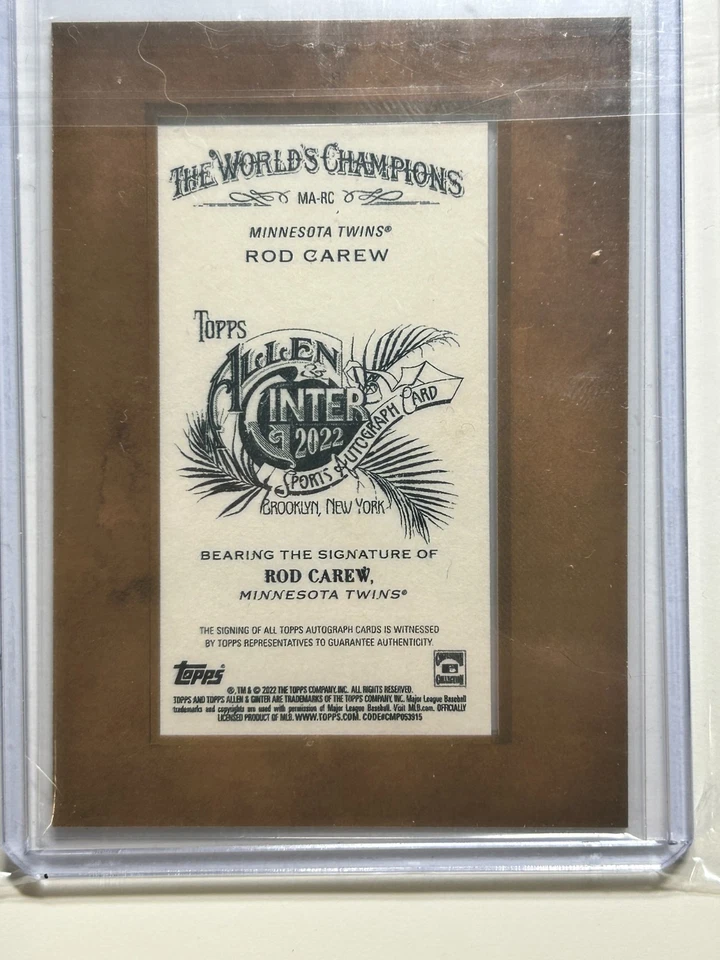 THE WORLD'S CHAMPIONS
MA-RC
MINNESOTA TWINS®
ROD CAREW
TOPPS
ALLEN
&
GINTER
2022
SPORTS AUTOGRAPH CARD
BROOKLYN, NEW YORK
BEARING THE SIGNATURE OF
ROD CAREW,
MINNESOTA TWINS®
THE SIGNING OF ALL TOPPS AUTOGRAPH CARDS IS WITNESSED
BY TOPPS REPRESENTATIVES TO GUARANTEE AUTHENTICITY.
Topps
COOPERSTOWN
COLLECTION
®, TM & © 2022 THE TOPPS COMPANY, INC. ALL RIGHTS RESERVED.
TOPPS AND TOPPS ALLEN & GINTER ARE TRADEMARKS OF THE TOPPS COMPANY, INC. Major League Baseball
trademarks and copyrights are used with permission of Major League Baseball. Visit MLB.com. OFFICIALLY
LICENSED PRODUCT OF MLB. WWW.TOPPS.COM. CODE#CMP053915